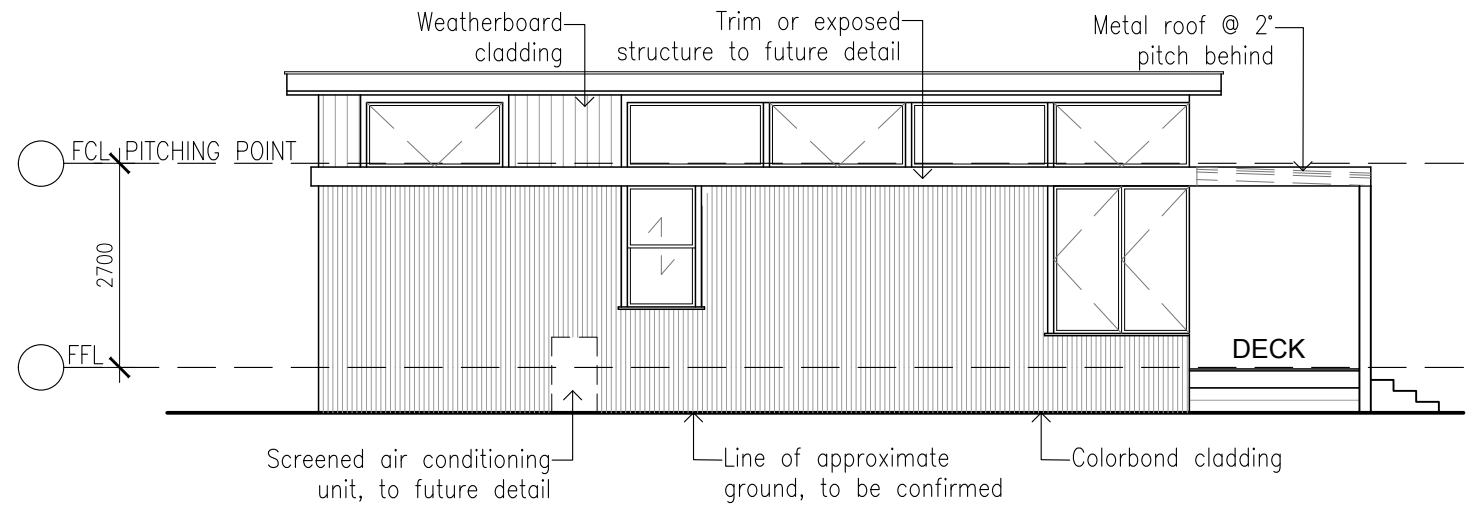 Weatherboard
cladding
Trim or exposed
structure to future detail
Metal roof @ 2°
pitch behind
FCL PITCHING POINT
2700
FFL
DECK
Screened air conditioning
unit, to future detail
Line of approximate
ground, to be confirmed
Colorbond cladding